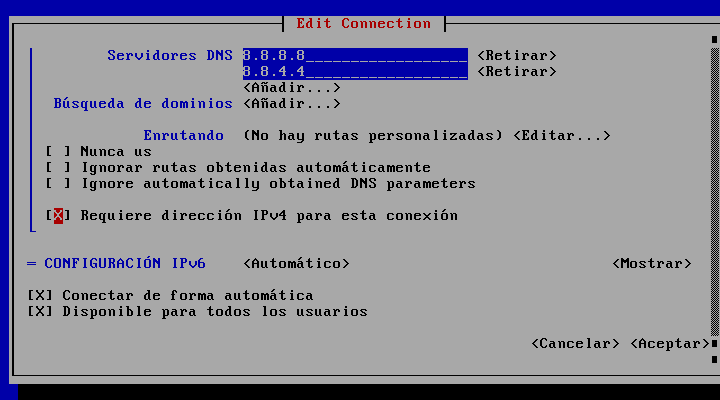 Edit Connection
Servidores DNS 8.8.8.8____________________ <Retirar>
8.8.4.4____________________ <Retirar>
<Añadir...>
Búsqueda de dominios <Añadir...>
Enrutando (No hay rutas personalizadas) <Editar...>
[ ] Nunca us
[ ] Ignorar rutas obtenidas automáticamente
[ ] Ignore automatically obtained DNS parameters
[X] Requiere dirección IPv4 para esta conexión
= CONFIGURACIÓN IPv6 <Automático> <Mostrar>
[X] Conectar de forma automática
[X] Disponible para todos los usuarios
<Cancelar> <Aceptar>